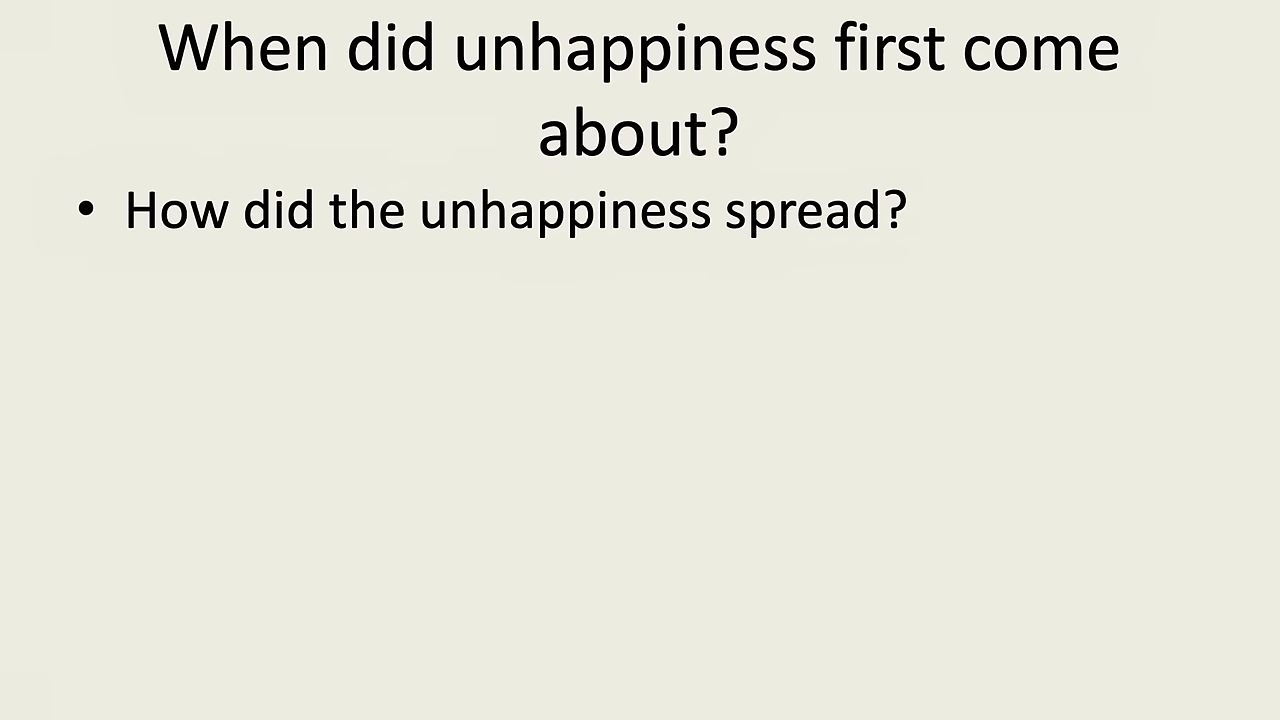 When did unhappiness first come
about?
• How did the unhappiness spread?